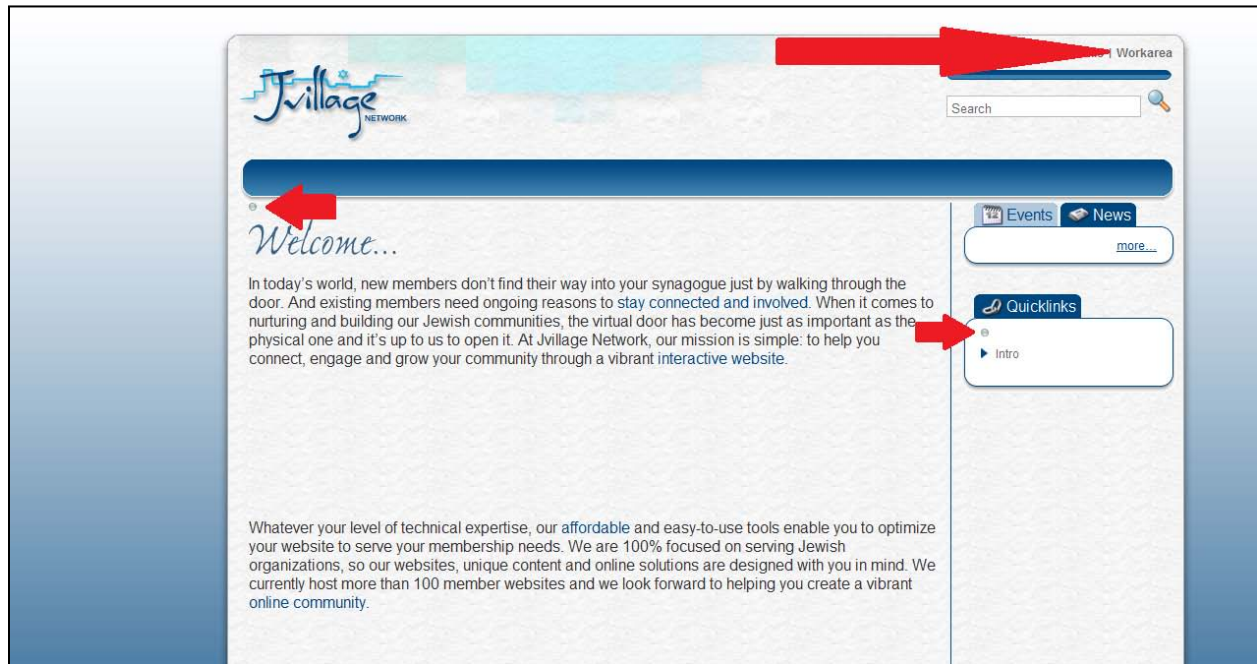 | Workarea
Jvillage
NETWORK
Search
12 Events News
more...
Welcome...
In today's world, new members don't find their way into your synagogue just by walking through the
door. And existing members need ongoing reasons to stay connected and involved. When it comes to
nurturing and building our Jewish communities, the virtual door has become just as important as the
physical one and it's up to us to open it. At Jvillage Network, our mission is simple: to help you
connect, engage and grow your community through a vibrant interactive website.
Quicklinks
Intro
Whatever your level of technical expertise, our affordable and easy-to-use tools enable you to optimize
your website to serve your membership needs. We are 100% focused on serving Jewish
organizations, so our websites, unique content and online solutions are designed with you in mind. We
currently host more than 100 member websites and we look forward to helping you create a vibrant
online community.